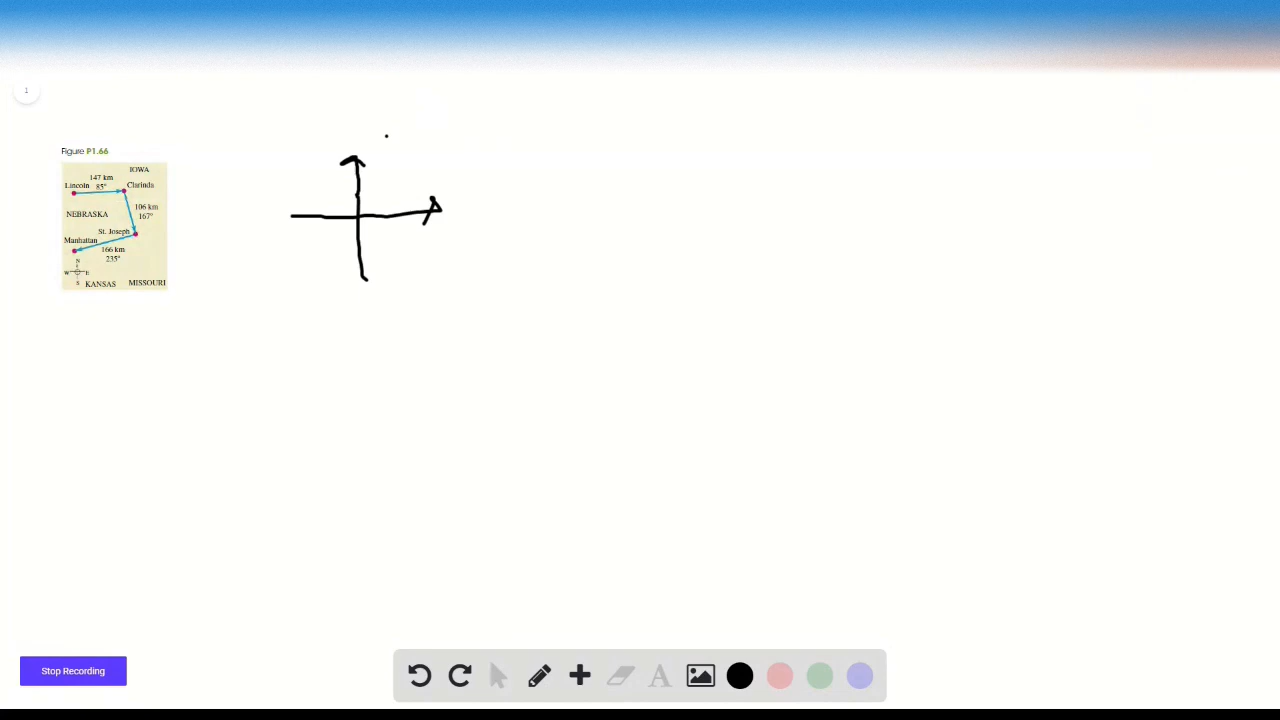 1
Figure P1.66
IOWA
147 km
Lincoln 85° Clarinda
106 km
NEBRASKA 167°
St. Joseph
Manhattan
166 km
235°
N
W E
S KANSAS MISSOURI
Stop Recording
A